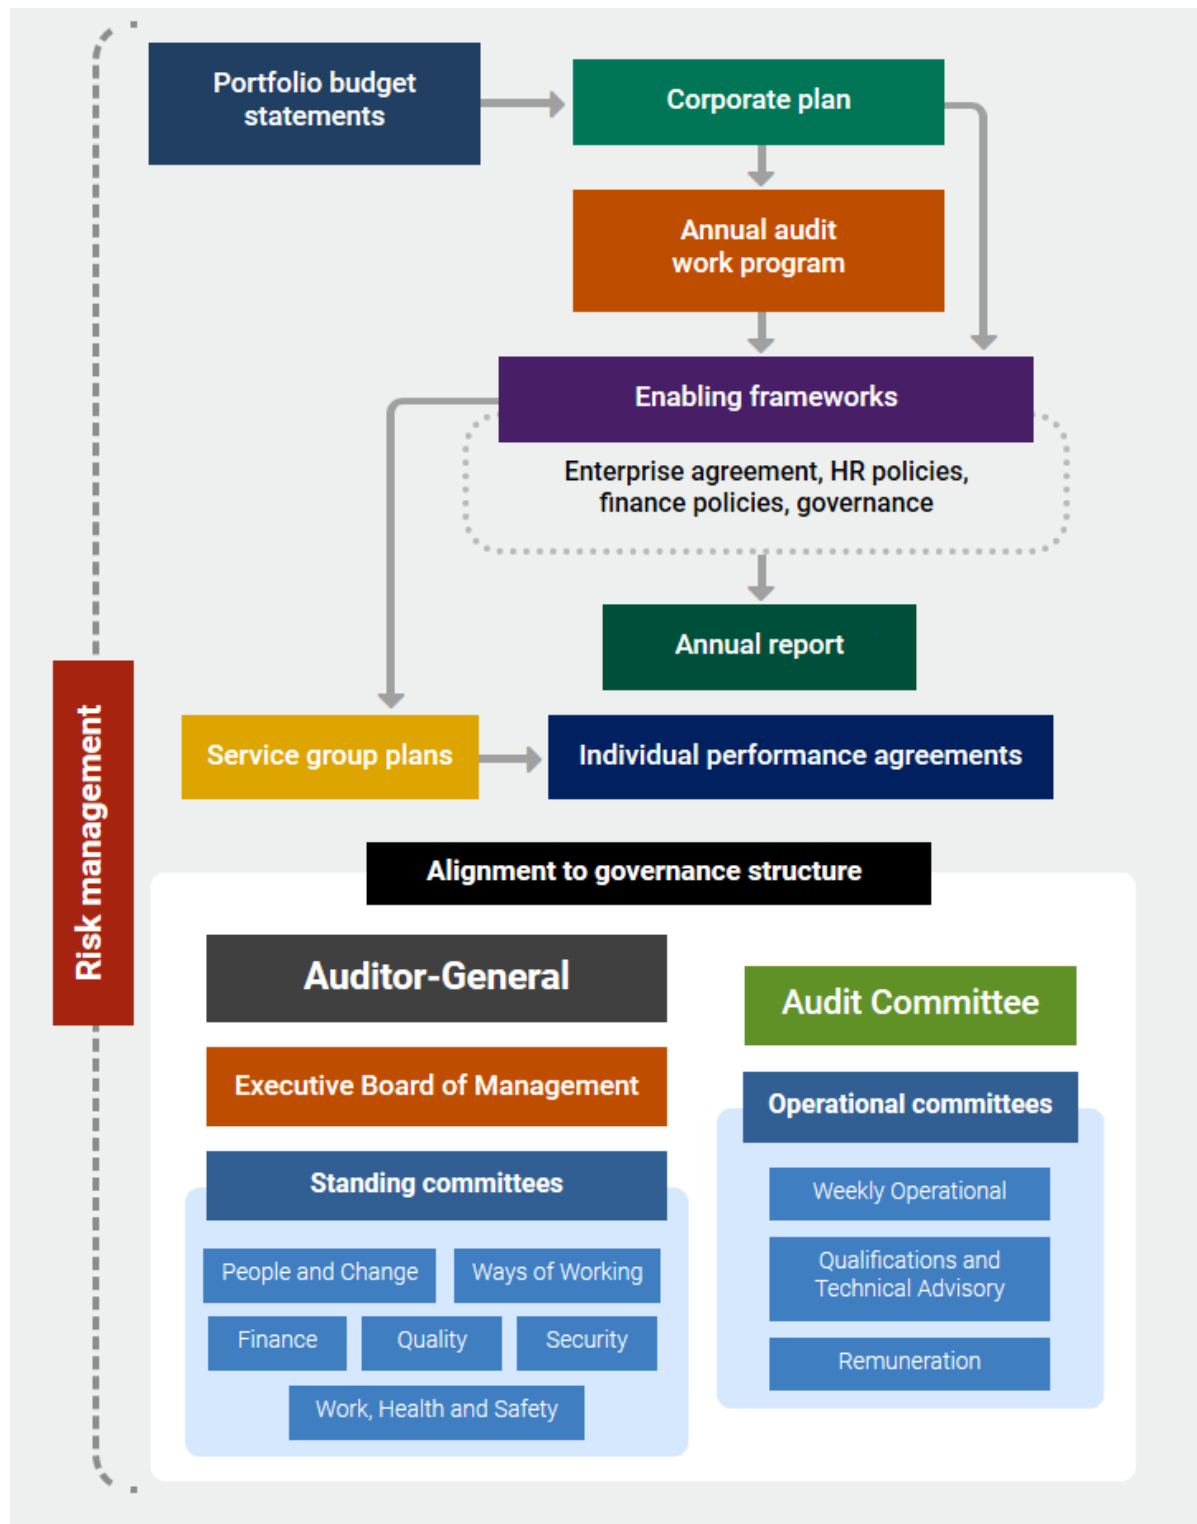 Portfolio budget
statements
Corporate plan
Annual audit
work program
Enabling frameworks
Enterprise agreement, HR policies,
finance policies, governance
Annual report
Service group plans
Individual performance agreements
Risk management
Alignment to governance structure
Auditor-General
Executive Board of Management
Standing committees
People and Change
Ways of Working
Finance
Quality
Security
Work, Health and Safety
Audit Committee
Operational committees
Weekly Operational
Qualifications and
Technical Advisory
Remuneration